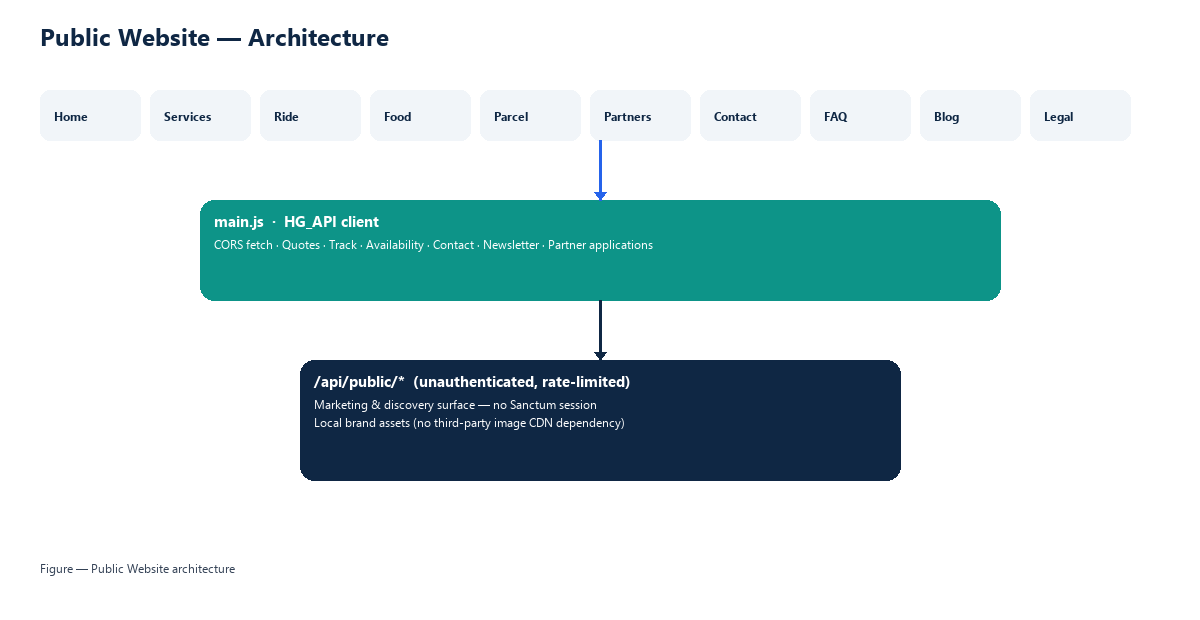 Public Website — Architecture
Home Services Ride Food Parcel Partners Contact FAQ Blog Legal
main.js · HG_API client
CORS fetch · Quotes · Track · Availability · Contact · Newsletter · Partner applications
/api/public/* (unauthenticated, rate-limited)
Marketing & discovery surface — no Sanctum session
Local brand assets (no third-party image CDN dependency)
Figure — Public Website architecture